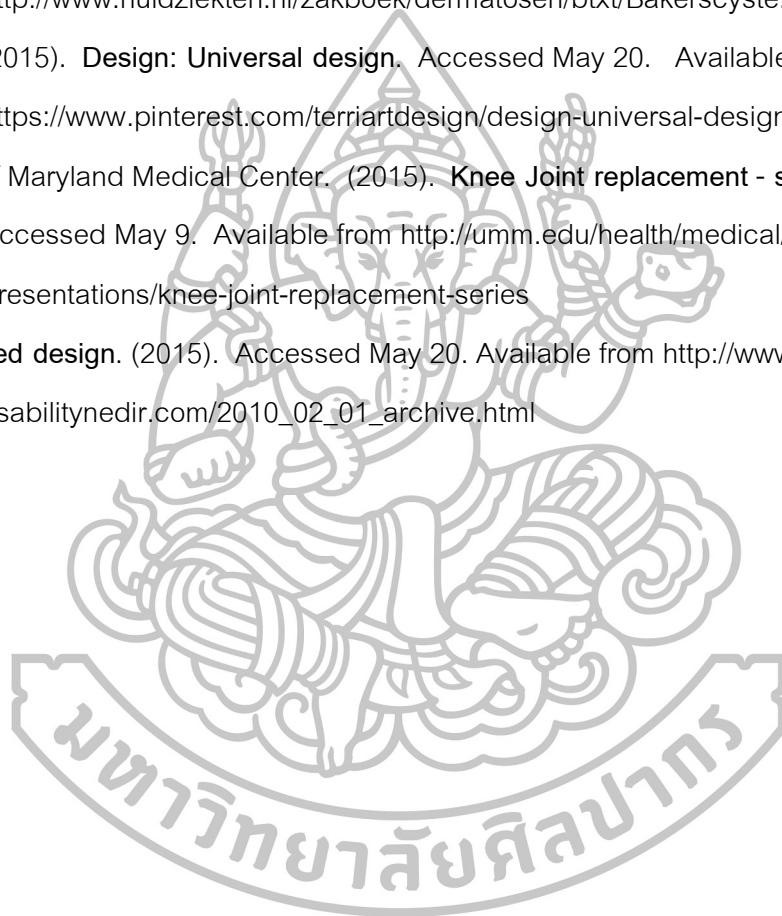 ttp://www.huidziekten.nl/zakboek/dermatosen/btxt/Bakerscyste.
2015). Design: Universal design. Accessed May 20. Available
ttps://www.pinterest.com/terriartdesign/design-universal-design
Maryland Medical Center. (2015). Knee Joint replacement - s
ccessed May 9. Available from http://umm.edu/health/medical/
resentations/knee-joint-replacement-series
ed design. (2015). Accessed May 20. Available from http://www
sabilitynedir.com/2010_02_01_archive.html
มหาวิทยาลัยศิลปากร